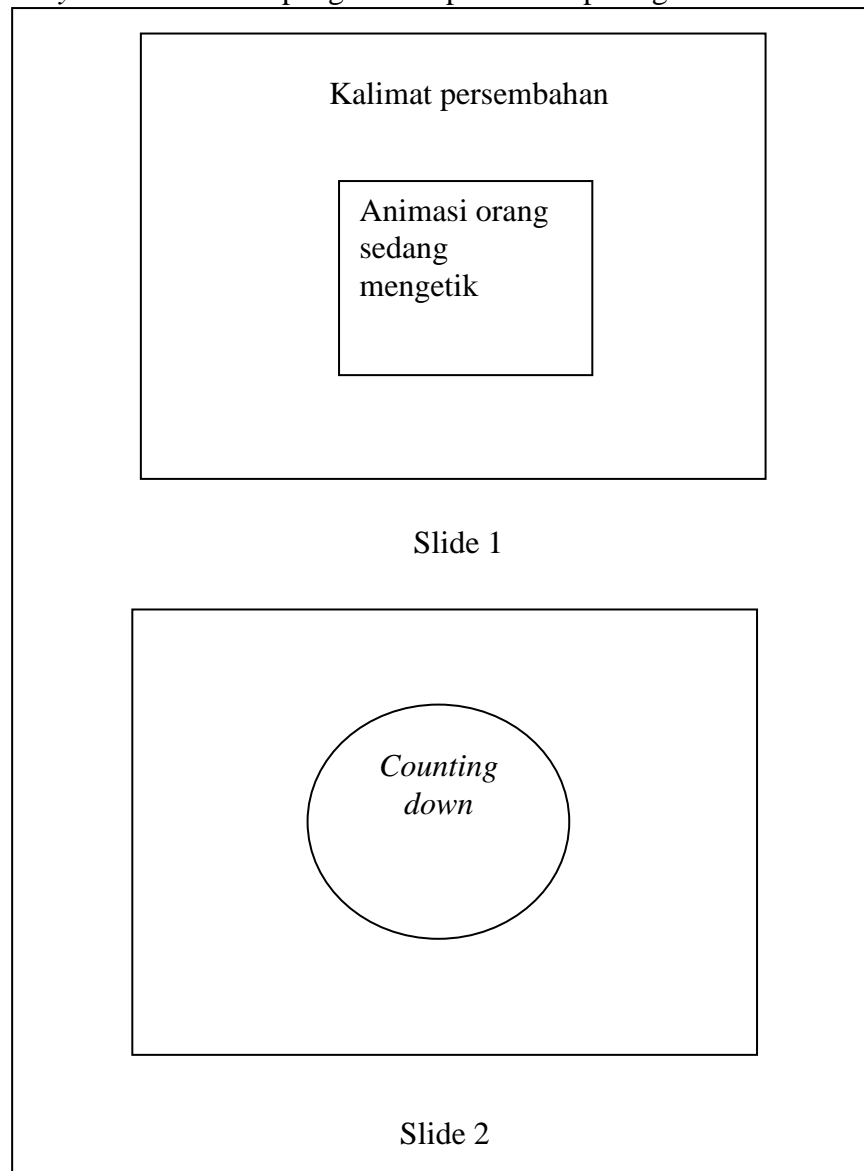 Kalimat persembahan
Animasi orang
sedang
mengetik
Slide 1
Counting
down
Slide 2